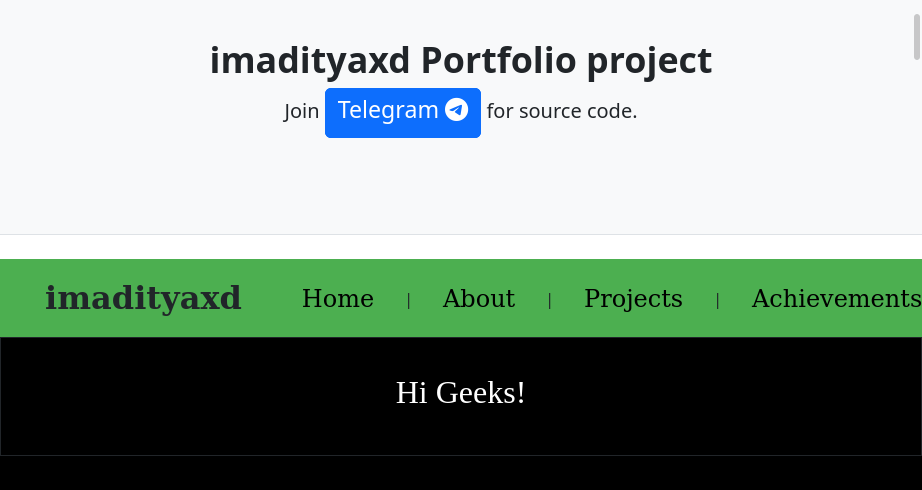 imadityaxd Portfolio project
Join Telegram for source code.
imadityaxd Home | About | Projects | Achievements
Hi Geeks!